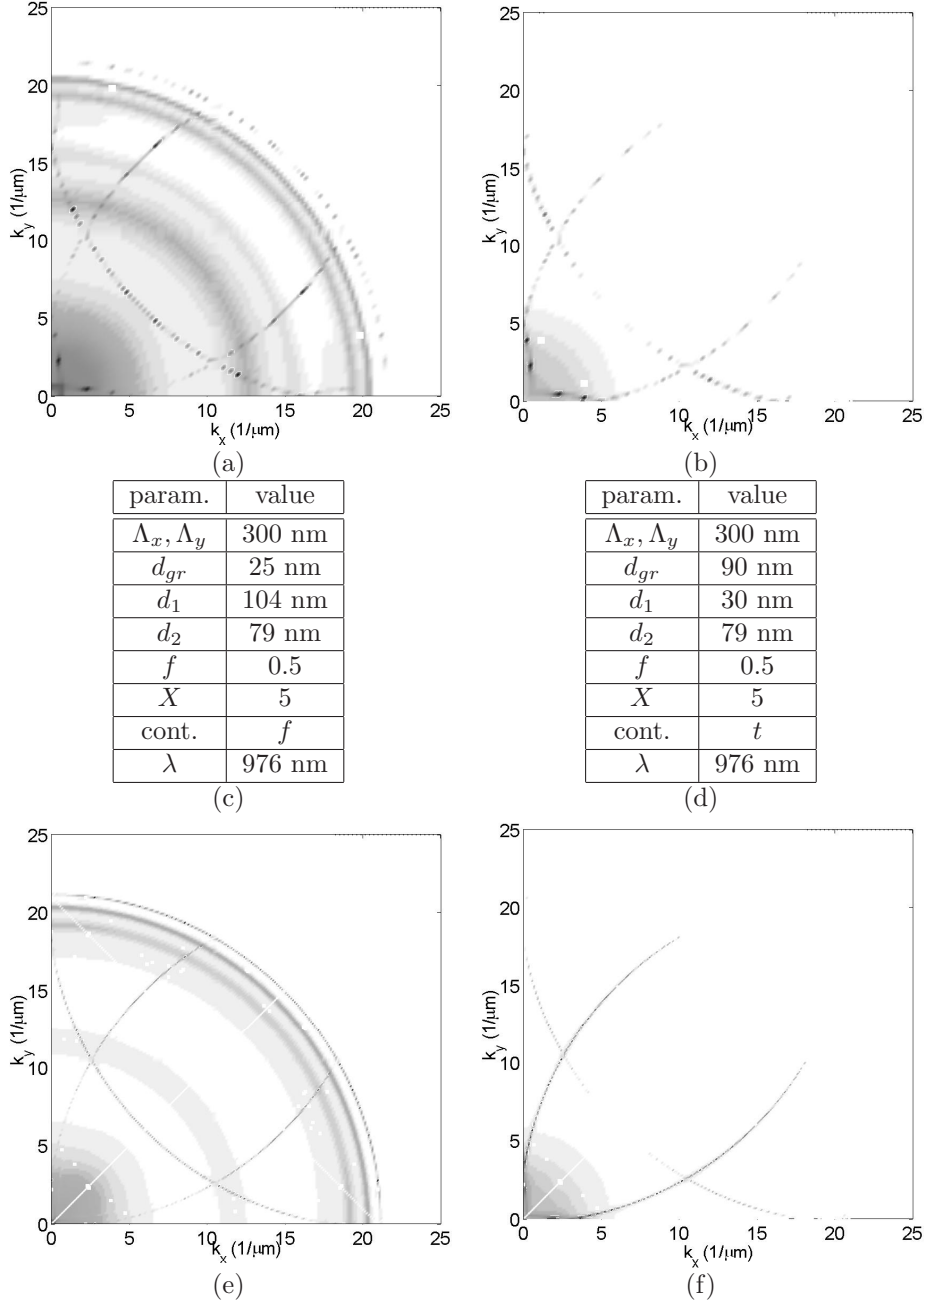 25
20
15
10
5
0
k_y (1/μm)
0 5 10 15 20 25
k_x (1/μm)
(a)
25
20
15
10
5
0
k_y (1/μm)
0 5 10 15 20 25
k_x (1/μm)
(b)
param. value
Λ_x, Λ_y 300 nm
d_gr 25 nm
d_1 104 nm
d_2 79 nm
f 0.5
X 5
cont. f
λ 976 nm
(c)
param. value
Λ_x, Λ_y 300 nm
d_gr 90 nm
d_1 30 nm
d_2 79 nm
f 0.5
X 5
cont. t
λ 976 nm
(d)
25
20
15
10
5
0
k_y (1/μm)
0 5 10 15 20 25
k_x (1/μm)
(e)
25
20
15
10
5
0
k_y (1/μm)
0 5 10 15 20 25
k_x (1/μm)
(f)